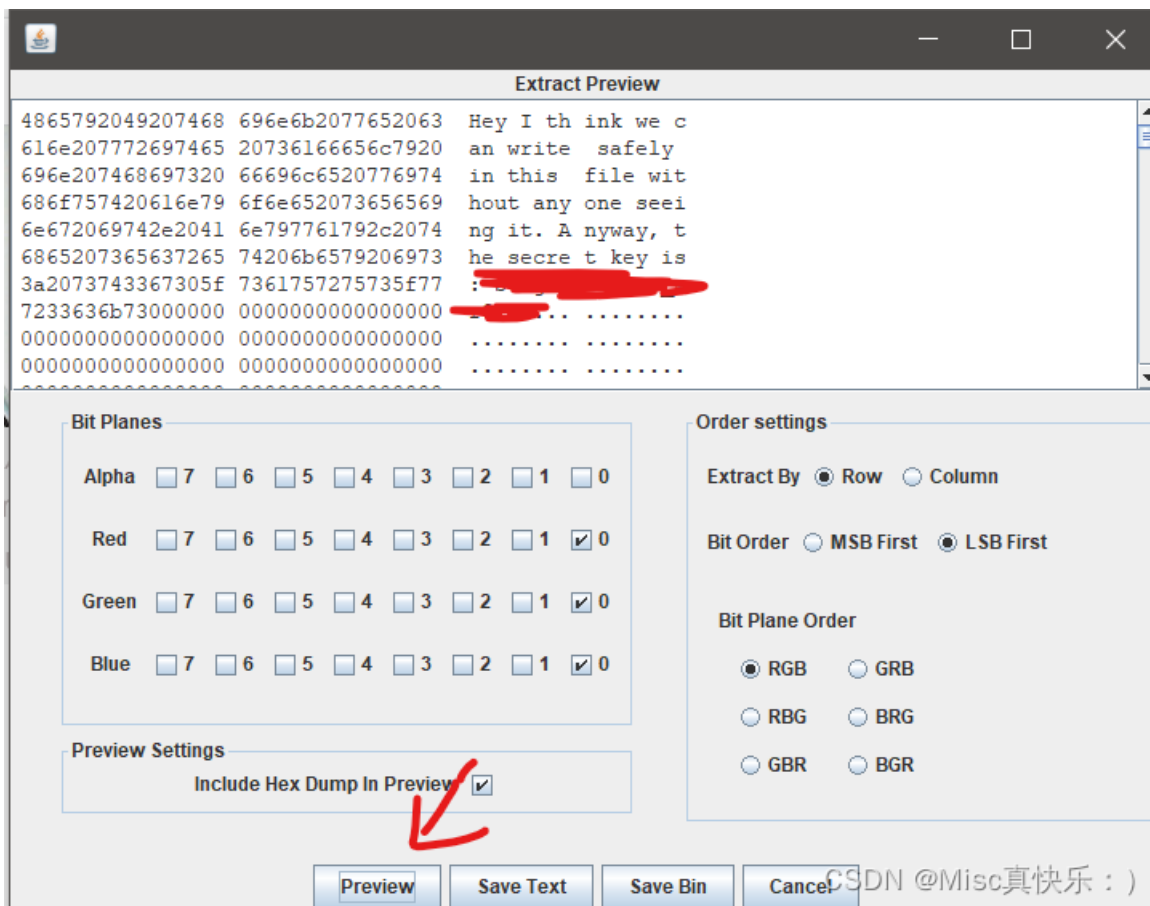 Extract Preview
4865792049207468 696e6b2077652063 Hey I th ink we c
616e207772697465 20736166656c7920 an write  safely
696e207468697320 66696c6520776974 in this  file wit
686f757420616e79 6f6e652073656569 hout any one seei
6e672069742e2041 6e797761792c2074 ng it. A nyway, t
6865207365637265 74206b6579206973 he secre t key is
3a2073743367305f 7361757275735f77 :
7233636b73000000 0000000000000000 .. ........
0000000000000000 0000000000000000 ........ ........
0000000000000000 0000000000000000 ........ ........
Bit Planes
Alpha 7 6 5 4 3 2 1 0
Red 7 6 5 4 3 2 1 0
Green 7 6 5 4 3 2 1 0
Blue 7 6 5 4 3 2 1 0
Preview Settings
Include Hex Dump In Preview
Order settings
Extract By Row Column
Bit Order MSB First LSB First
Bit Plane Order
RGB GRB
RBG BRG
GBR BGR
Preview Save Text Save Bin Cancel
CSDN @Misc真快乐：）